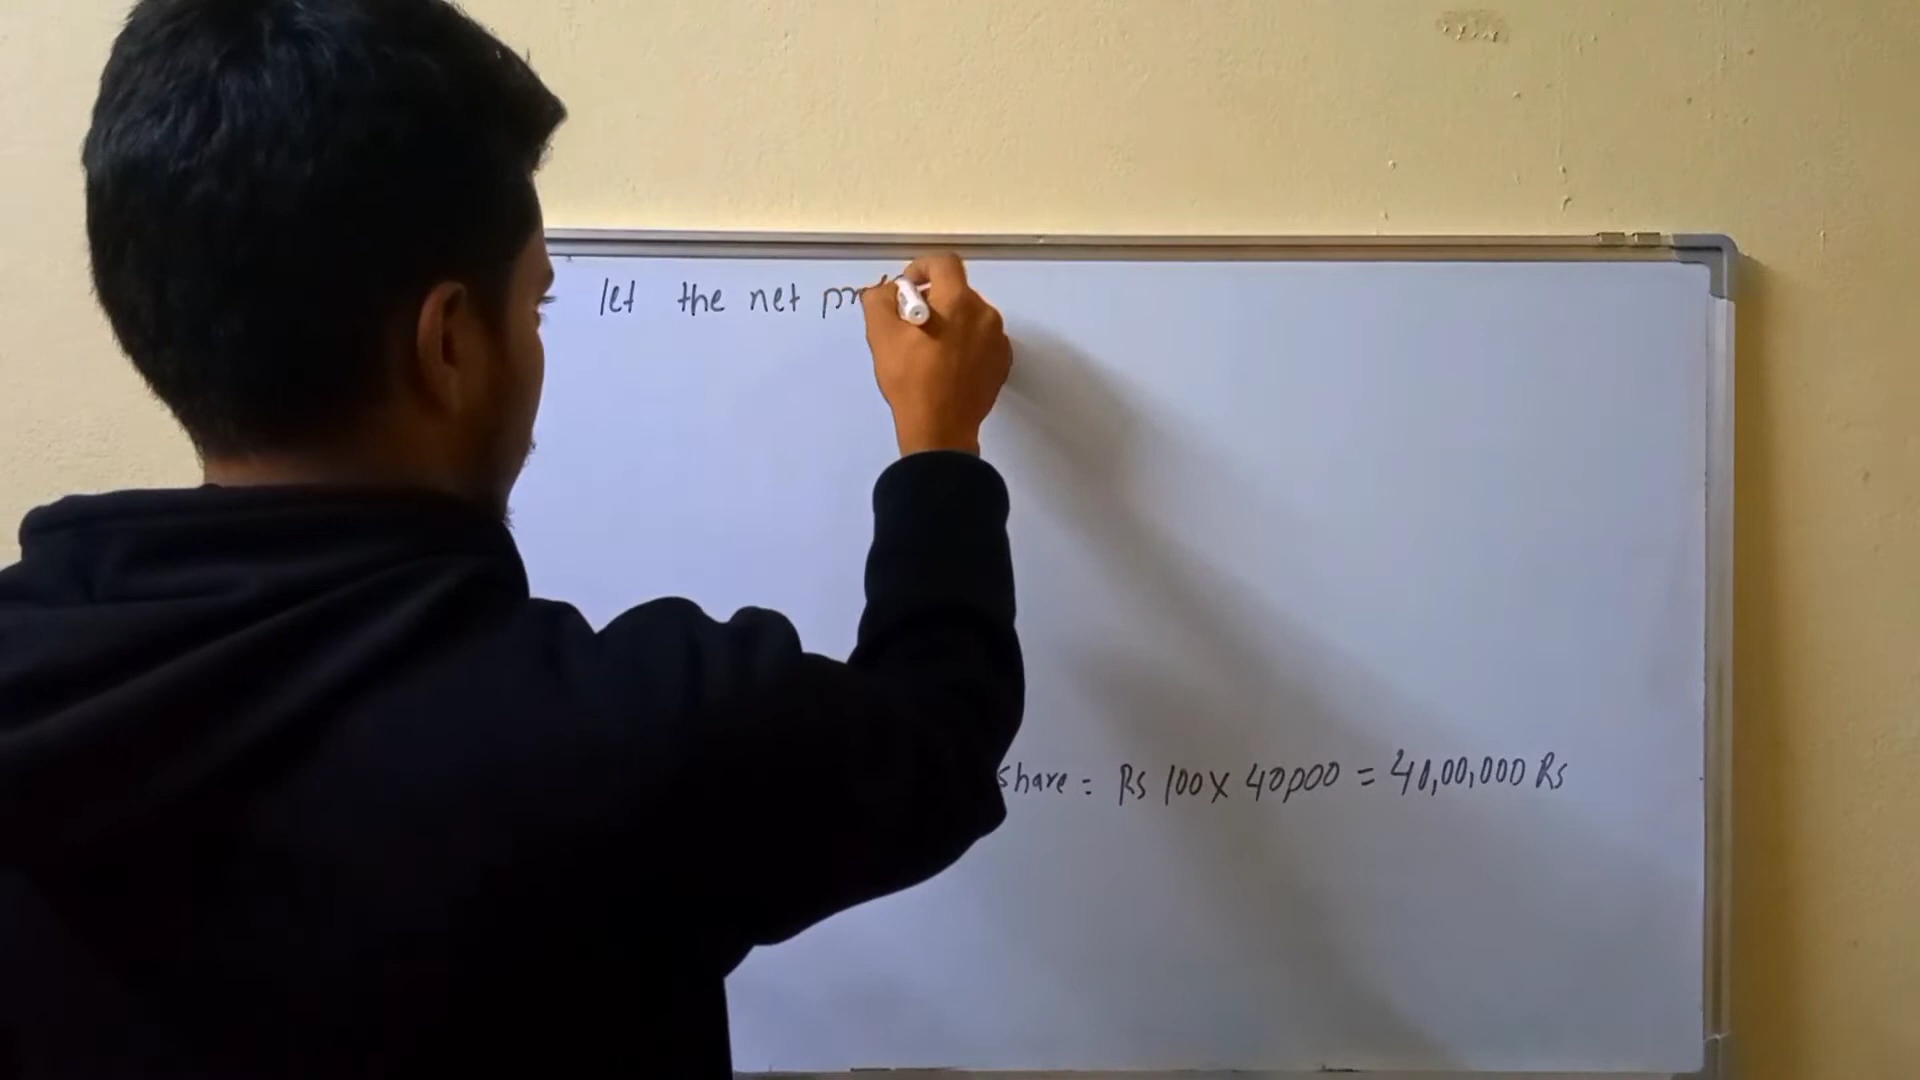 let the net
share = Rs 100 x 40,000 = 40,00,000 Rs